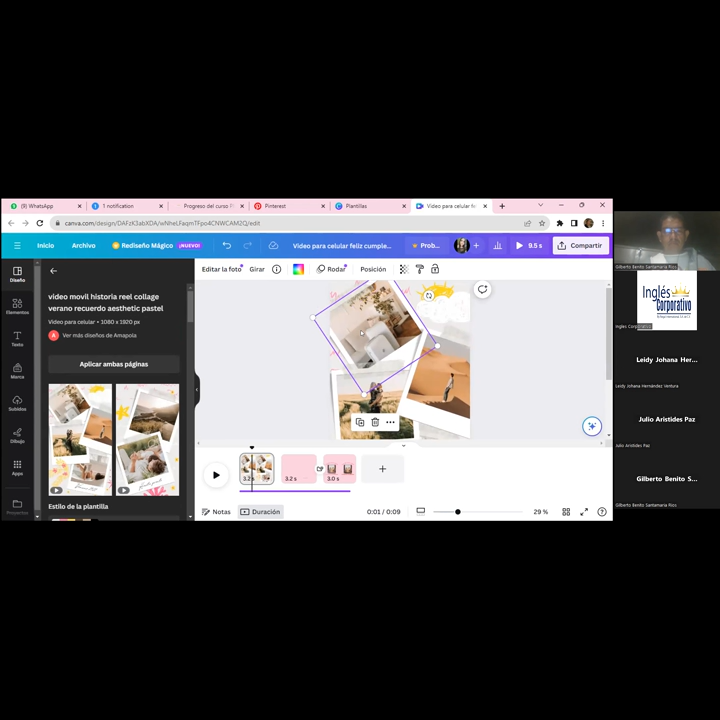 (9) WhatsApp
1 notification
Progreso del curso
Pinterest
Plantillas
Video para celular fe
canva.com/design/DAFzK3abXDA/wNheLFaqmTFpo4CNWCAM2Q/edit
Inicio
Archivo
Rediseño Mágico
¡NUEVO!
Video para celular feliz cumple...
Prob...
9.5 s
Compartir
Diseño
Elementos
Texto
Marca
Subidos
Dibujo
Apps
Proyectos
video movil historia reel collage
verano recuerdo aesthetic pastel
Video para celular • 1080 x 1920 px
A
Ver más diseños de Amapola
Aplicar ambas páginas
Estilo de la plantilla
Editar la foto
Girar
Rodar
Posición
3.2 s
3.2 s
3.0 s
Notas
Duración
0:01 / 0:09
29 %
Gilberto Benito Santamaria Rios
Inglés
Corporativo
Ingles Corporativo
Leidy Johana Her...
Leidy Johana Hernández Ventura
Julio Aristides Paz
Julio Aristides Paz
Gilberto Benito S...
Gilberto Benito Santamaria Rios